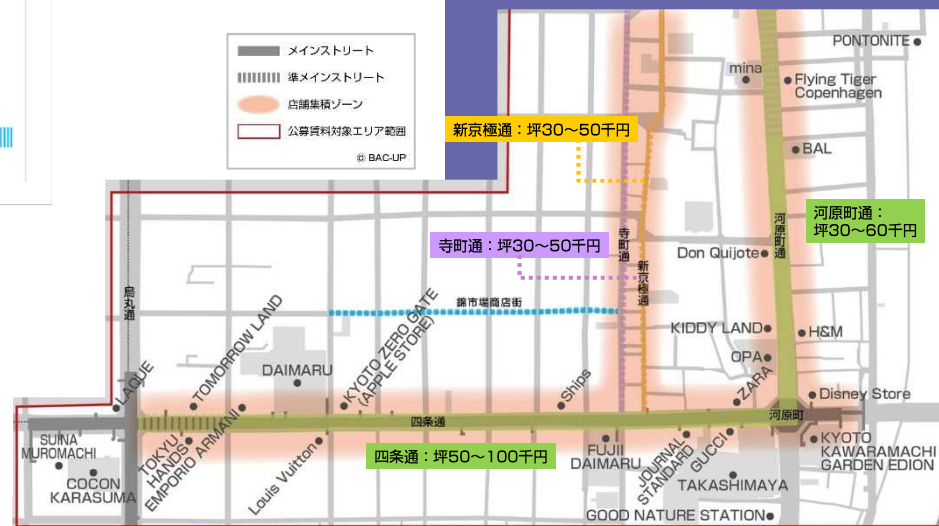 メインストリート
準メインストリート
店舗集積ゾーン
公募賃料対象エリア範囲
© BAC-UP
PONTONITE
mina
Flying Tiger
Copenhagen
新京極通：坪30～50千円
BAL
河原町通：
坪30～60千円
寺町通：坪30～50千円
寺町通
新京極通
河原町通
Don Quijote
烏丸通
錦市場商店街
KIDDY LAND
H&M
OPA
LAQUE
TOMORROW LAND
DAIMARU
KYOTO ZERO GATE
(APPLE STORE)
Ships
ZARA
Disney Store
四条通
河原町
SUINA
MUROMACHI
COCON
KARASUMA
TOKYU
HANDS
EMPORIO ARMANI
Louis Vuitton
四条通：坪50～100千円
FUJII
DAIMARU
JOURNAL
STANDARD
GUCCI
TAKASHIMAYA
KYOTO
KAWARAMACHI
GARDEN EDION
GOOD NATURE STATION